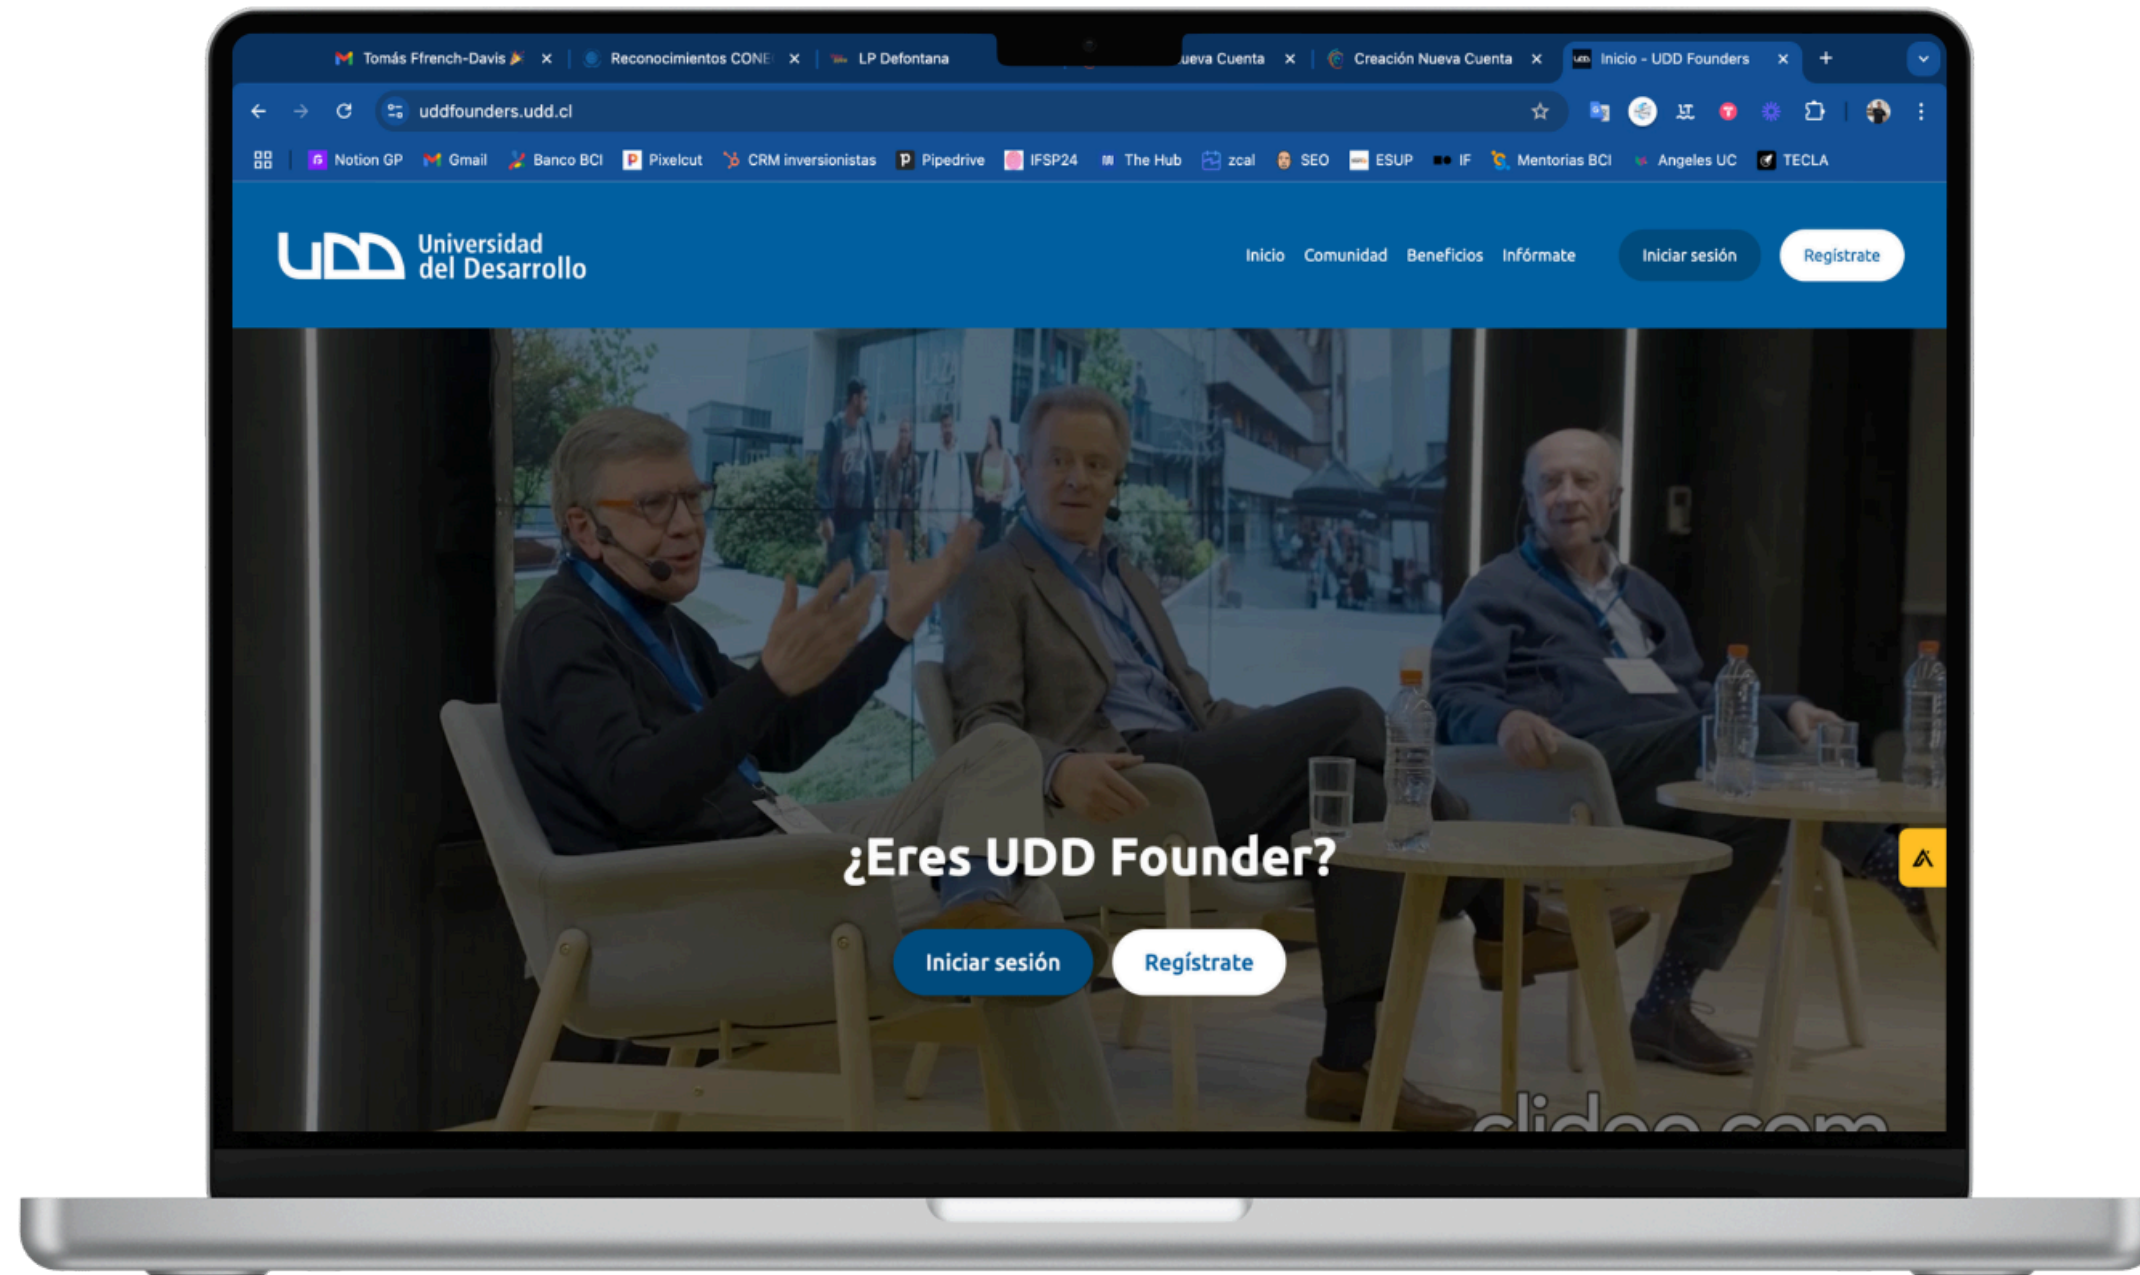 Tomás Ffrench-Davis
Reconocimientos CONE
LP Defontana
ueva Cuenta
Creación Nueva Cuenta
Inicio - UDD Founders
uddfounders.udd.cl
Notion GP
Gmail
Banco BCI
Pixelcut
CRM inversionistas
Pipedrive
IFSP24
The Hub
zcal
SEO
ESUP
IF
Mentorias BCI
Angeles UC
TECLA
UDD Universidad
del Desarrollo
Inicio
Comunidad
Beneficios
Infórmate
Iniciar sesión
Regístrate
¿Eres UDD Founder?
Iniciar sesión
Regístrate
clideo.com